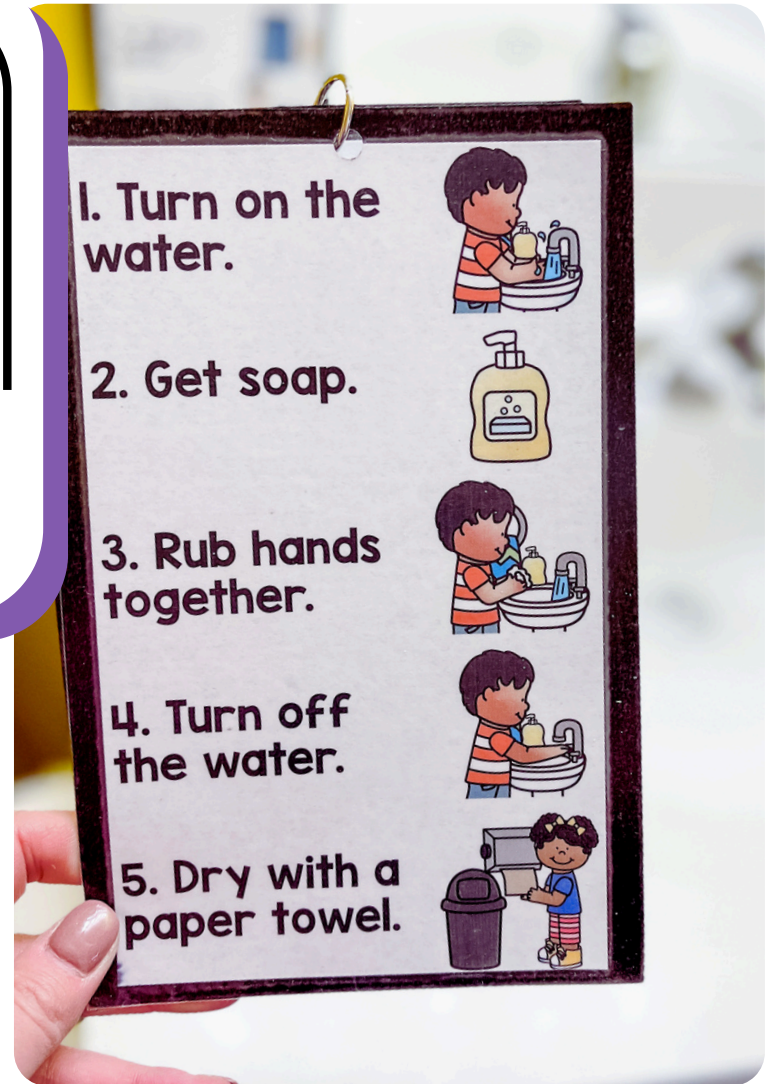 1. Turn on the
water.
2. Get soap.
3. Rub hands
together.
4. Turn off
the water.
5. Dry with a
paper towel.